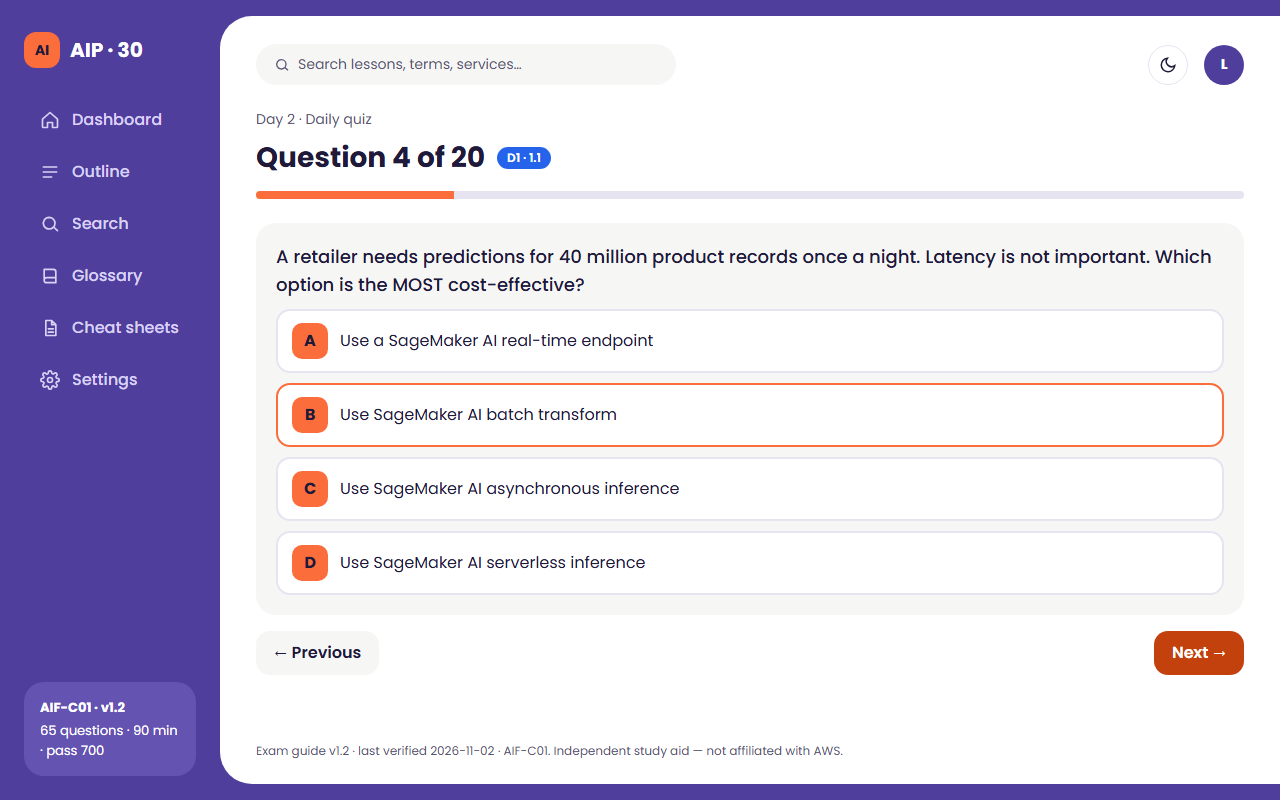 AI AIP · 30
Dashboard
Outline
Search
Glossary
Cheat sheets
Settings
AIF-C01 · v1.2
65 questions · 90 min
· pass 700
Search lessons, terms, services...
L
Day 2 · Daily quiz
Question 4 of 20 D1 · 1.1
A retailer needs predictions for 40 million product records once a night. Latency is not important. Which
option is the MOST cost-effective?
A Use a SageMaker AI real-time endpoint
B Use SageMaker AI batch transform
C Use SageMaker AI asynchronous inference
D Use SageMaker AI serverless inference
← Previous
Next →
Exam guide v1.2 · last verified 2026-11-02 · AIF-C01. Independent study aid — not affiliated with AWS.